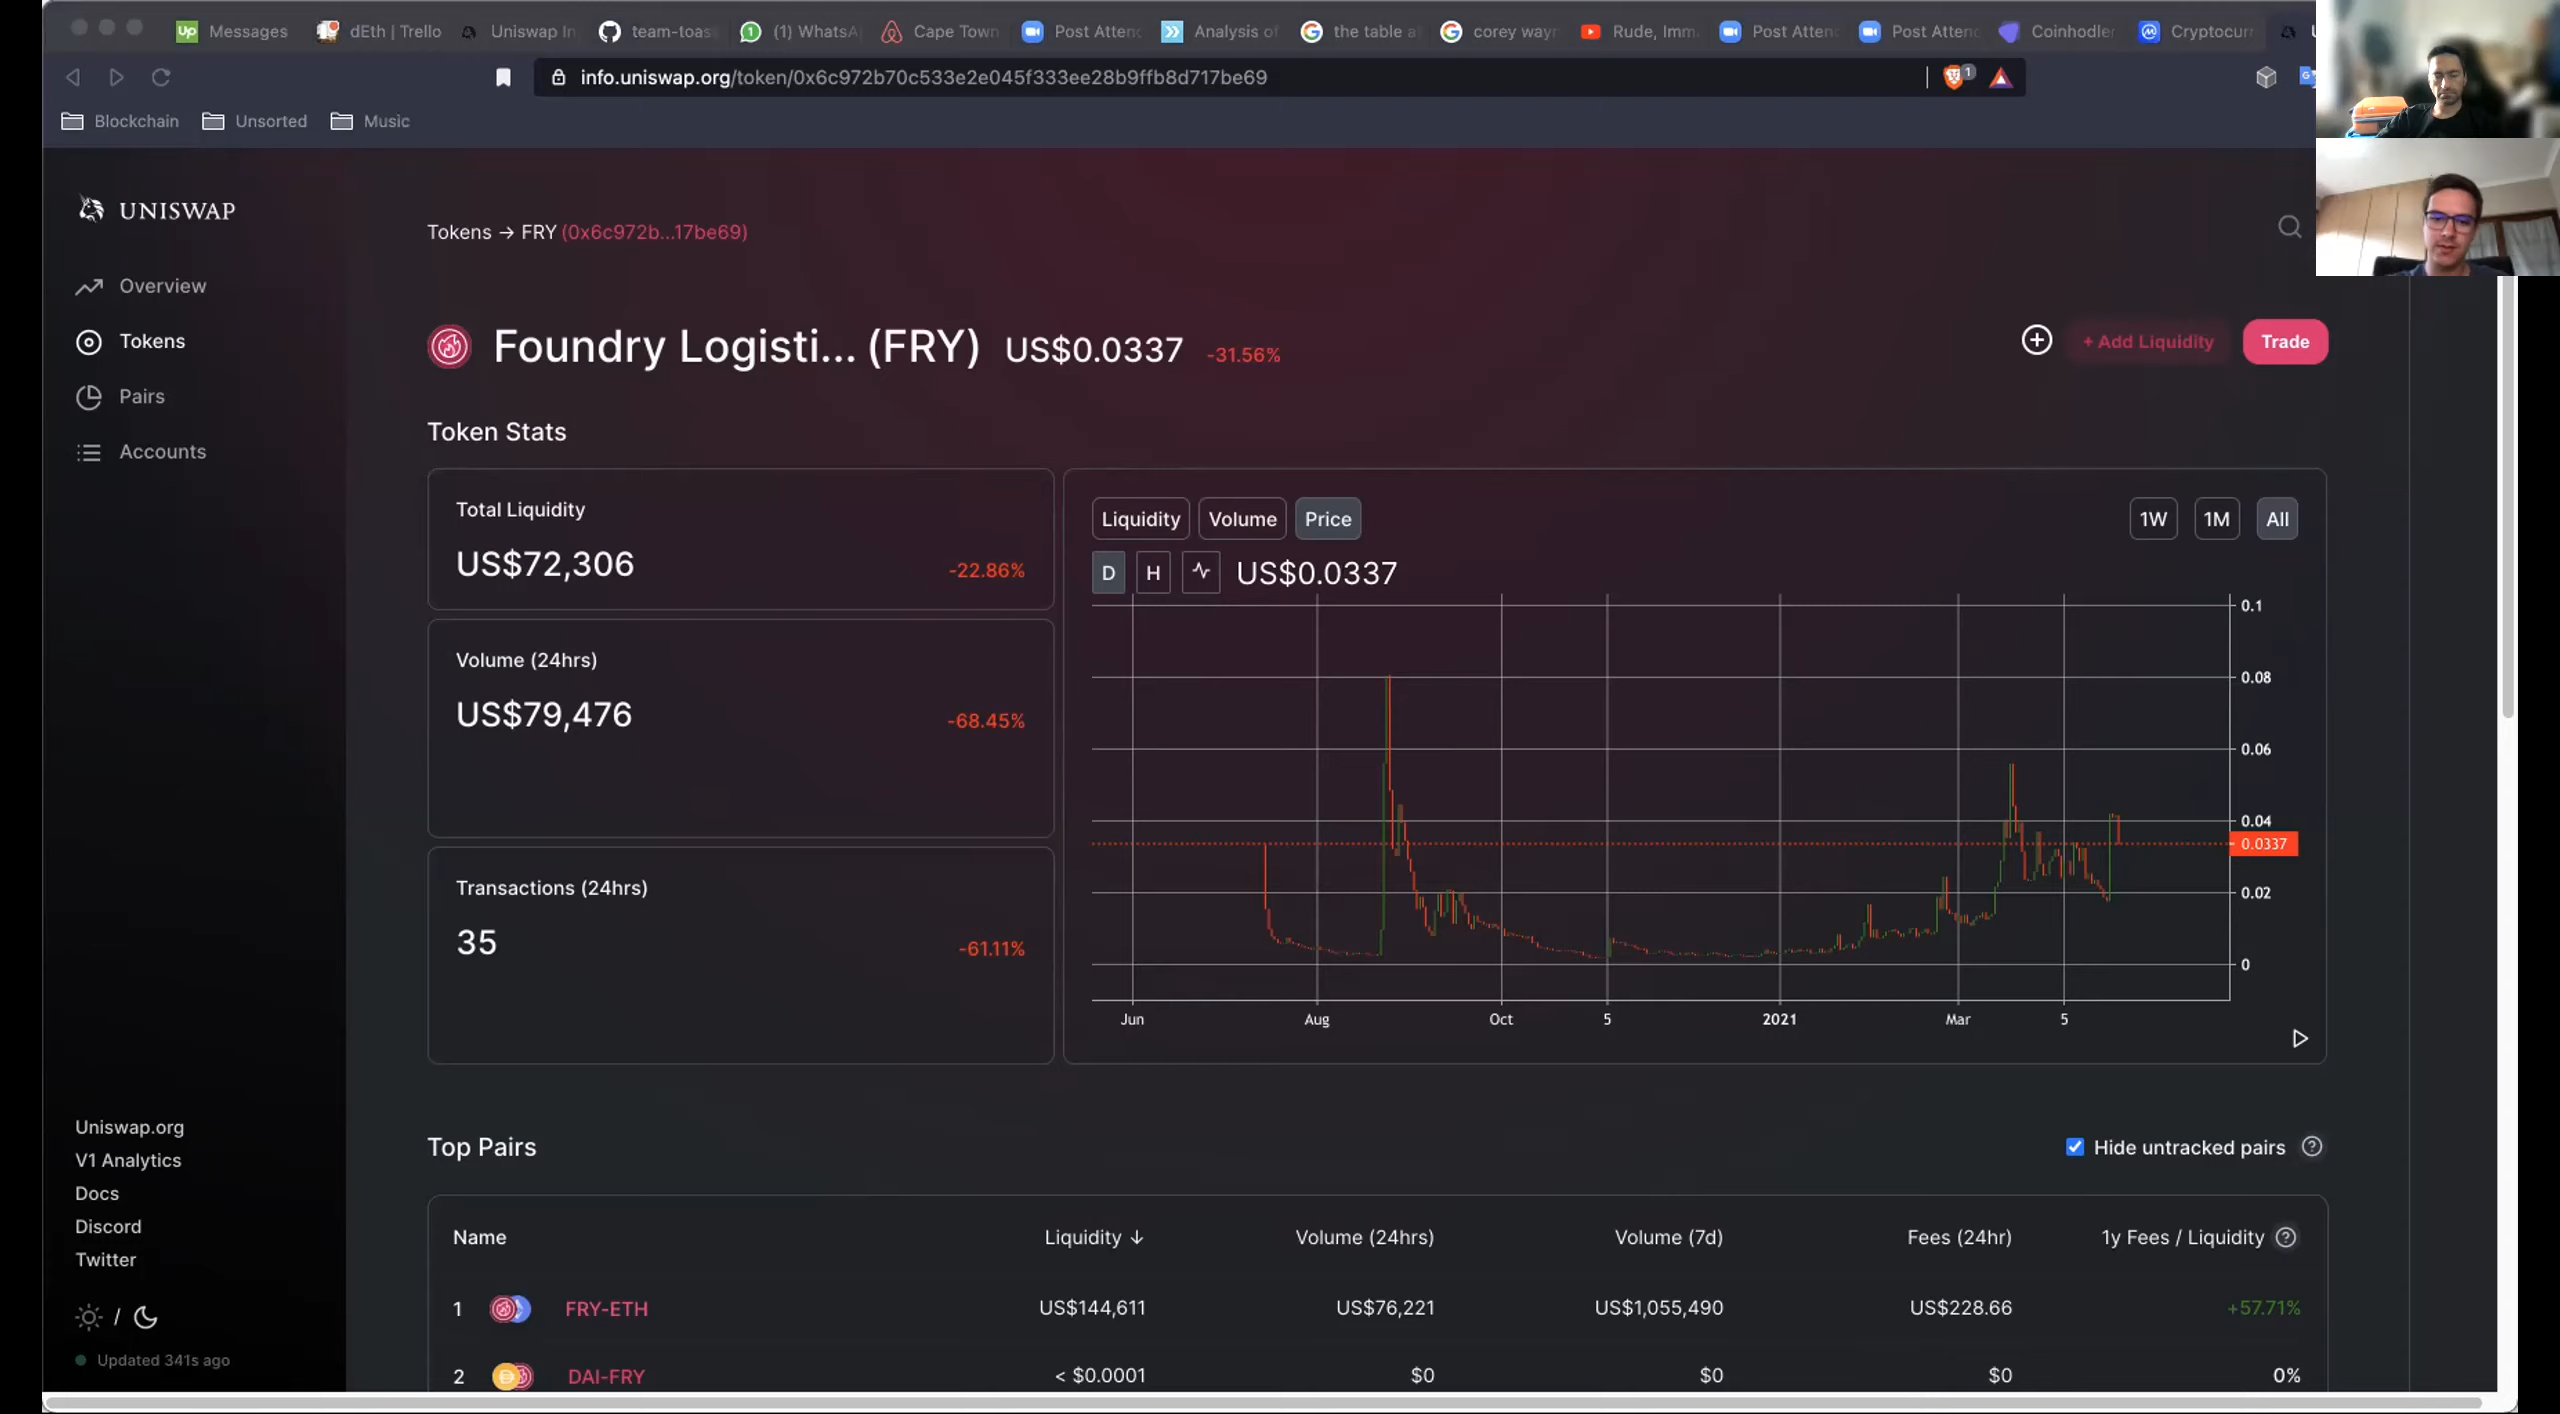 Messages
dEth | Trello
Uniswap In
team-toas
(1) WhatsA
Cape Town
Post Attend
Analysis of
the table a
corey wayn
Rude, Imm
Post Attend
Post Attend
Coinhodler
Cryptocurr
info.uniswap.org/token/0x6c972b70c533e2e045f333ee28b9ffb8d717be69
1
Blockchain
Unsorted
Music
UNISWAP
Overview
Tokens
Pairs
Accounts
Uniswap.org
V1 Analytics
Docs
Discord
Twitter
/
Updated 341s ago
Tokens → FRY (0x6c972b...17be69)
Foundry Logisti... (FRY) US$0.0337 -31.56%
+ Add Liquidity
Trade
Token Stats
Total Liquidity
US$72,306 -22.86%
Volume (24hrs)
US$79,476 -68.45%
Transactions (24hrs)
35 -61.11%
Liquidity Volume Price
1W 1M All
D H US$0.0337
0.1
0.08
0.06
0.04
0.0337
0.02
0
Jun Aug Oct 5 2021 Mar 5
Top Pairs
Hide untracked pairs ?
Name Liquidity ↓ Volume (24hrs) Volume (7d) Fees (24hr) 1y Fees / Liquidity ?
1 FRY-ETH US$144,611 US$76,221 US$1,055,490 US$228.66 +57.71%
2 DAI-FRY < $0.0001 $0 $0 $0 0%